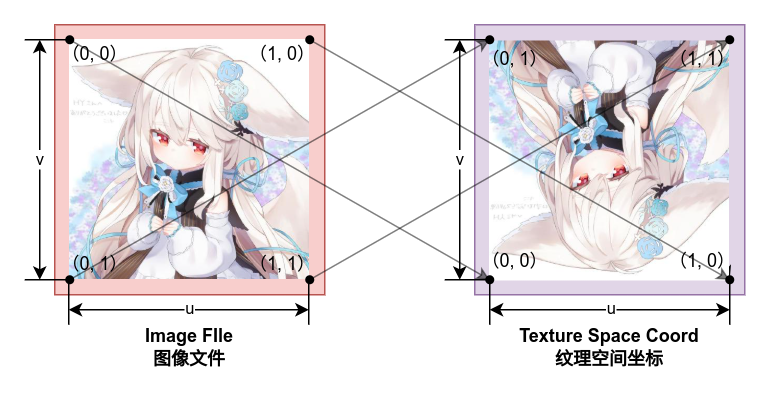 (0, 0)
(1, 0)
v
(0, 1)
(1, 1)
u
Image FIle
图像文件
(0, 1)
(1, 1)
v
(0, 0)
(1, 0)
u
Texture Space Coord
纹理空间坐标